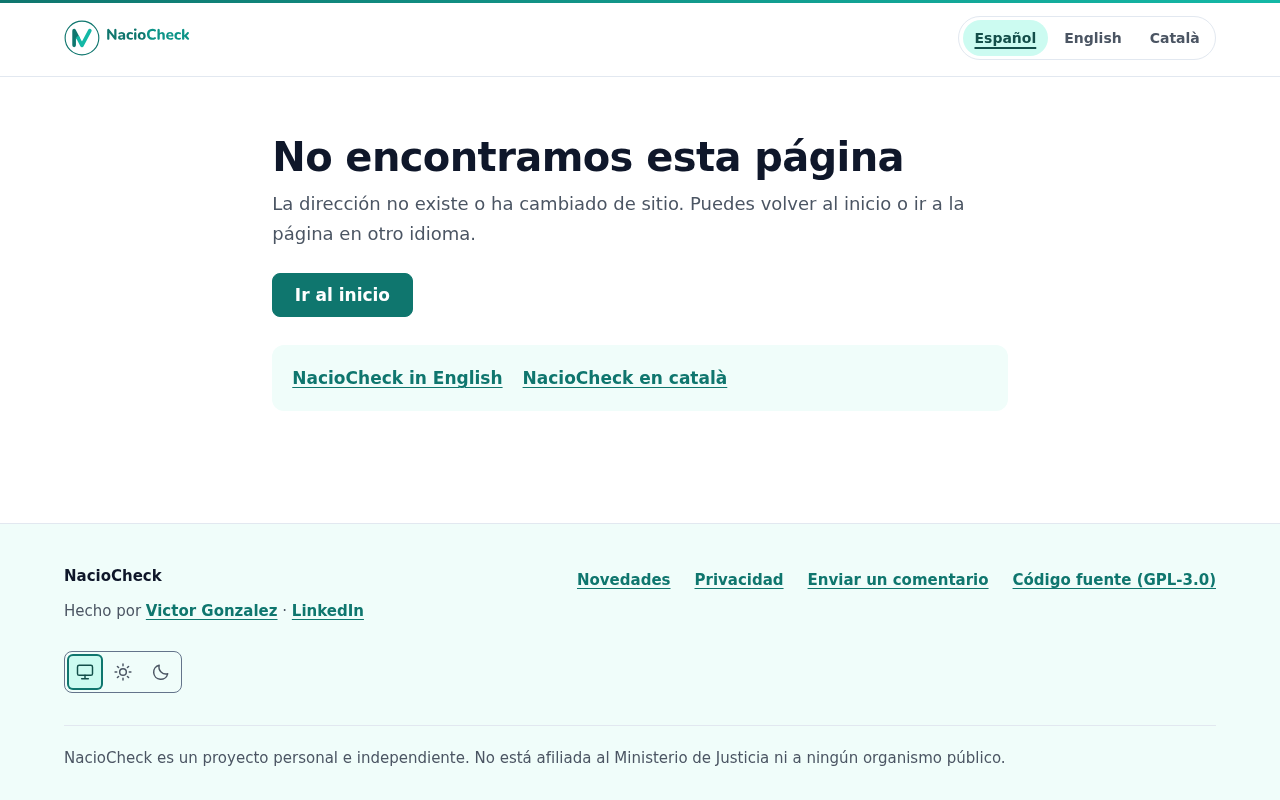 NacioCheck
Español
English
Català
No encontramos esta página
La dirección no existe o ha cambiado de sitio. Puedes volver al inicio o ir a la
página en otro idioma.
Ir al inicio
NacioCheck in English
NacioCheck en català
NacioCheck
Hecho por Victor Gonzalez · LinkedIn
Novedades
Privacidad
Enviar un comentario
Código fuente (GPL-3.0)
NacioCheck es un proyecto personal e independiente. No está afiliada al Ministerio de Justicia ni a ningún organismo público.